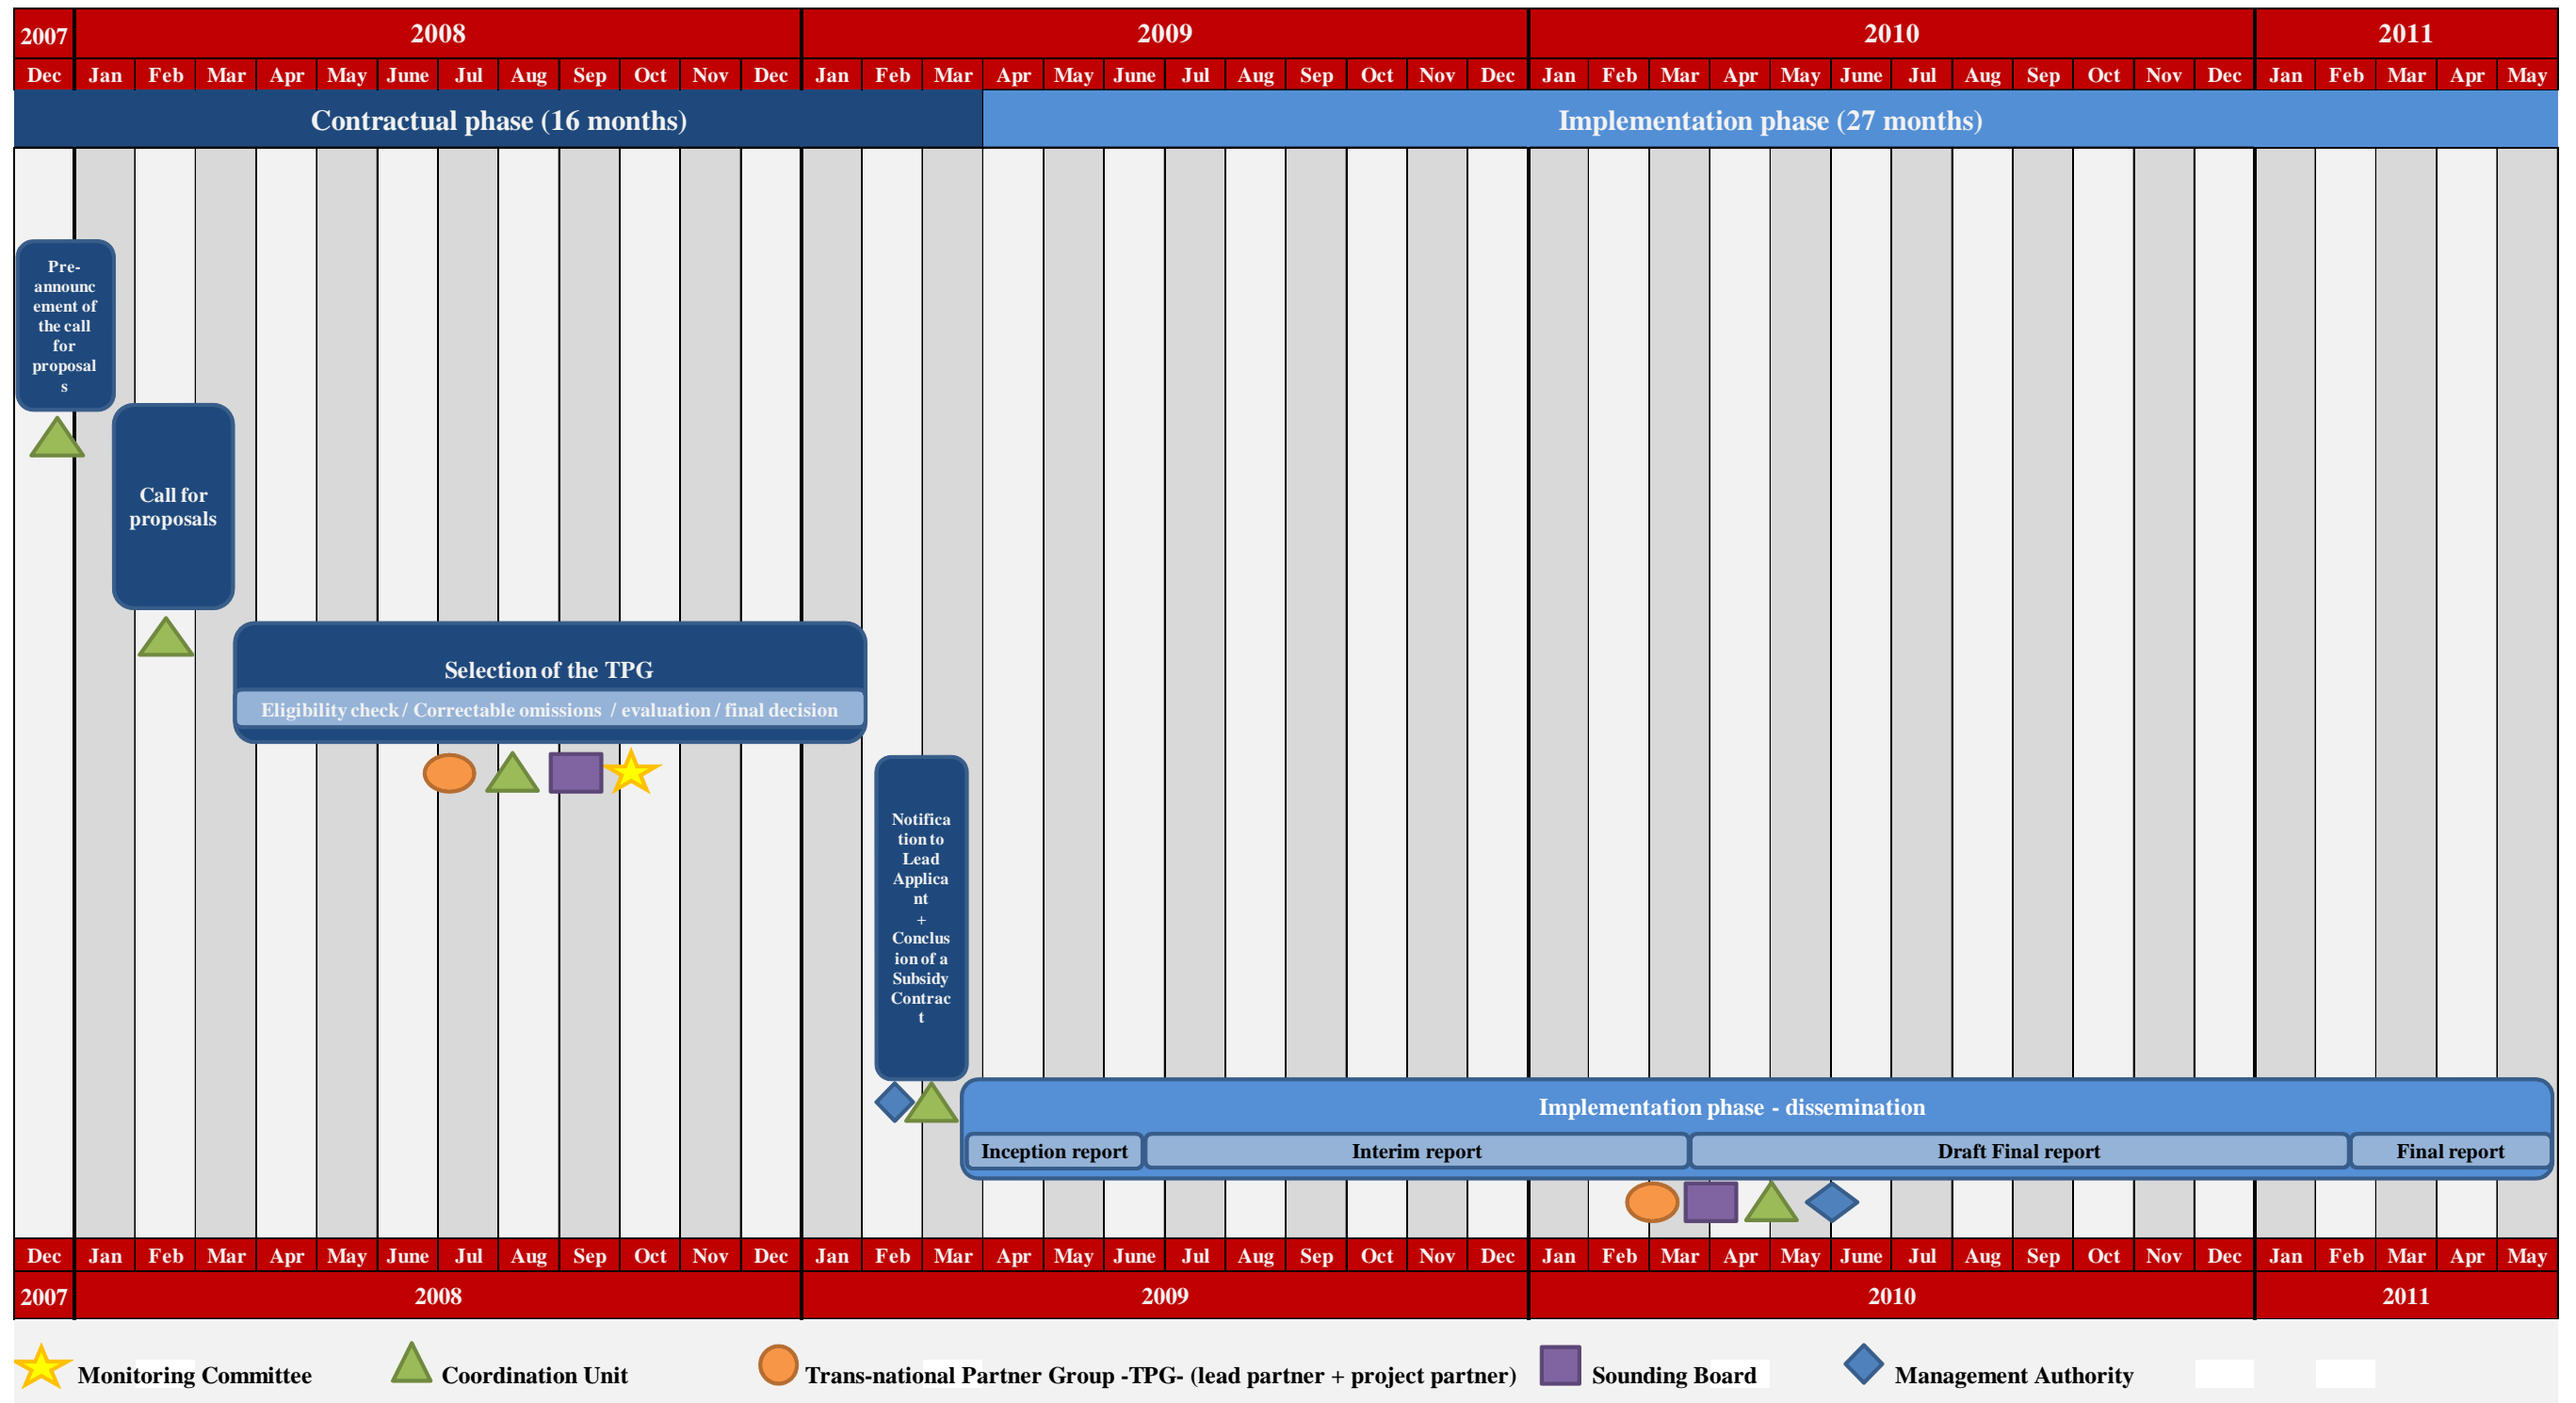 2007 2008 2009 2010 2011
Dec Jan Feb Mar Apr May June Jul Aug Sep Oct Nov Dec Jan Feb Mar Apr May June Jul Aug Sep Oct Nov Dec Jan Feb Mar Apr May June Jul Aug Sep Oct Nov Dec Jan Feb Mar Apr May
Contractual phase (16 months) Implementation phase (27 months)
Pre-
announc
ement of
the call
for
proposal
s
Call for
proposals
Selection of the TPG
Eligibility check / Correctable omissions / evaluation / final decision
Notifica
tion to
Lead
Applica
nt
+
Conclus
ion of a
Subsidy
Contrac
t
Implementation phase - dissemination
Inception report Interim report Draft Final report Final report
Dec Jan Feb Mar Apr May June Jul Aug Sep Oct Nov Dec Jan Feb Mar Apr May June Jul Aug Sep Oct Nov Dec Jan Feb Mar Apr May June Jul Aug Sep Oct Nov Dec Jan Feb Mar Apr May
2007 2008 2009 2010 2011
Monitoring Committee Coordination Unit Trans-national Partner Group -TPG- (lead partner + project partner) Sounding Board Management Authority